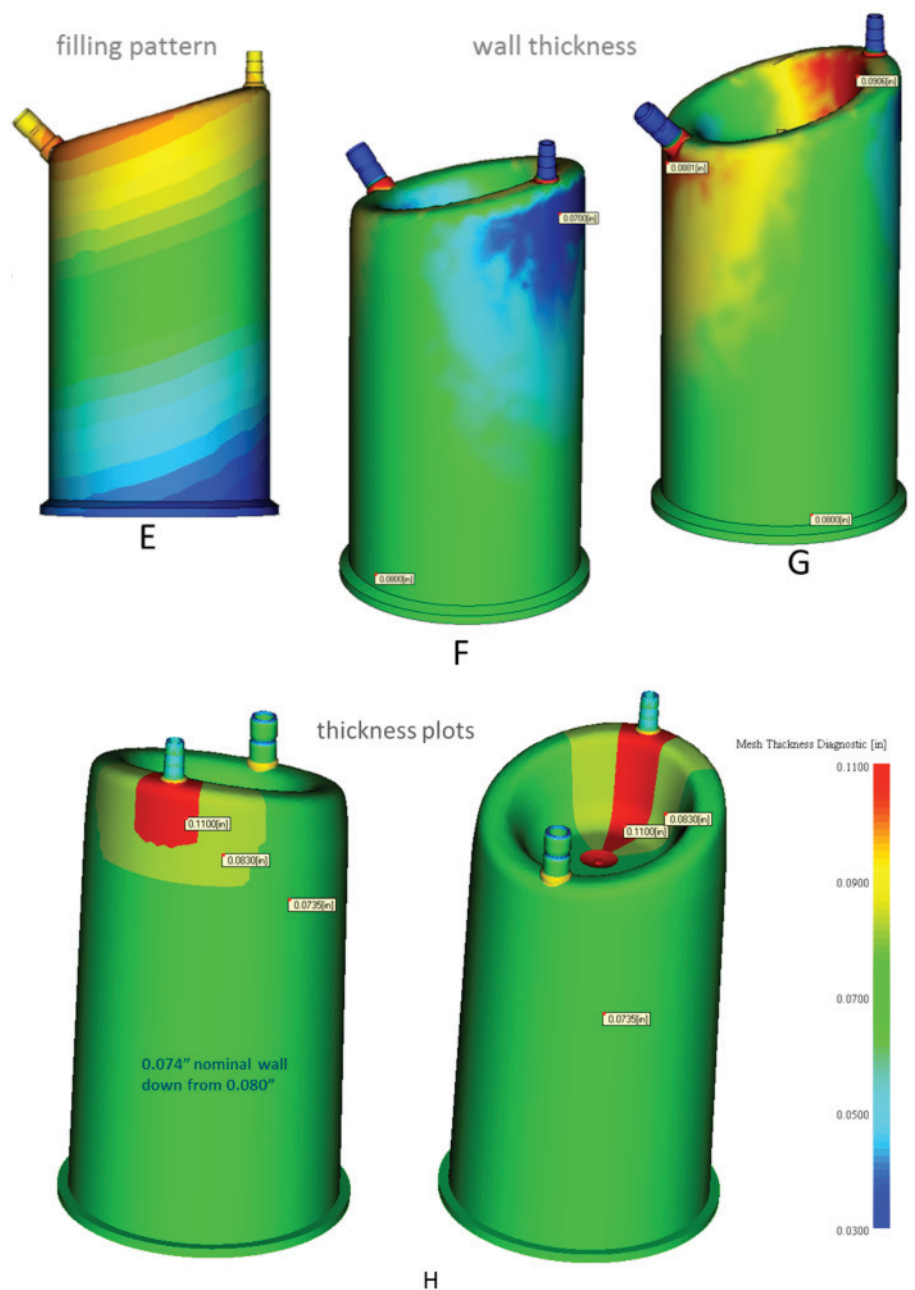 filling pattern
wall thickness
0.0906[in]
0.0881[in]
0.0700[in]
0.0800[in]
E
G
0.0800[in]
F
thickness plots
Mesh Thickness Diagnostic [in]
0.1100
0.1100[in]
0.0830[in]
0.0735[in]
0.0830[in]
0.1100[in]
0.0900
0.0735[in]
0.0700
0.074” nominal wall
down from 0.080”
0.0500
0.0300
H